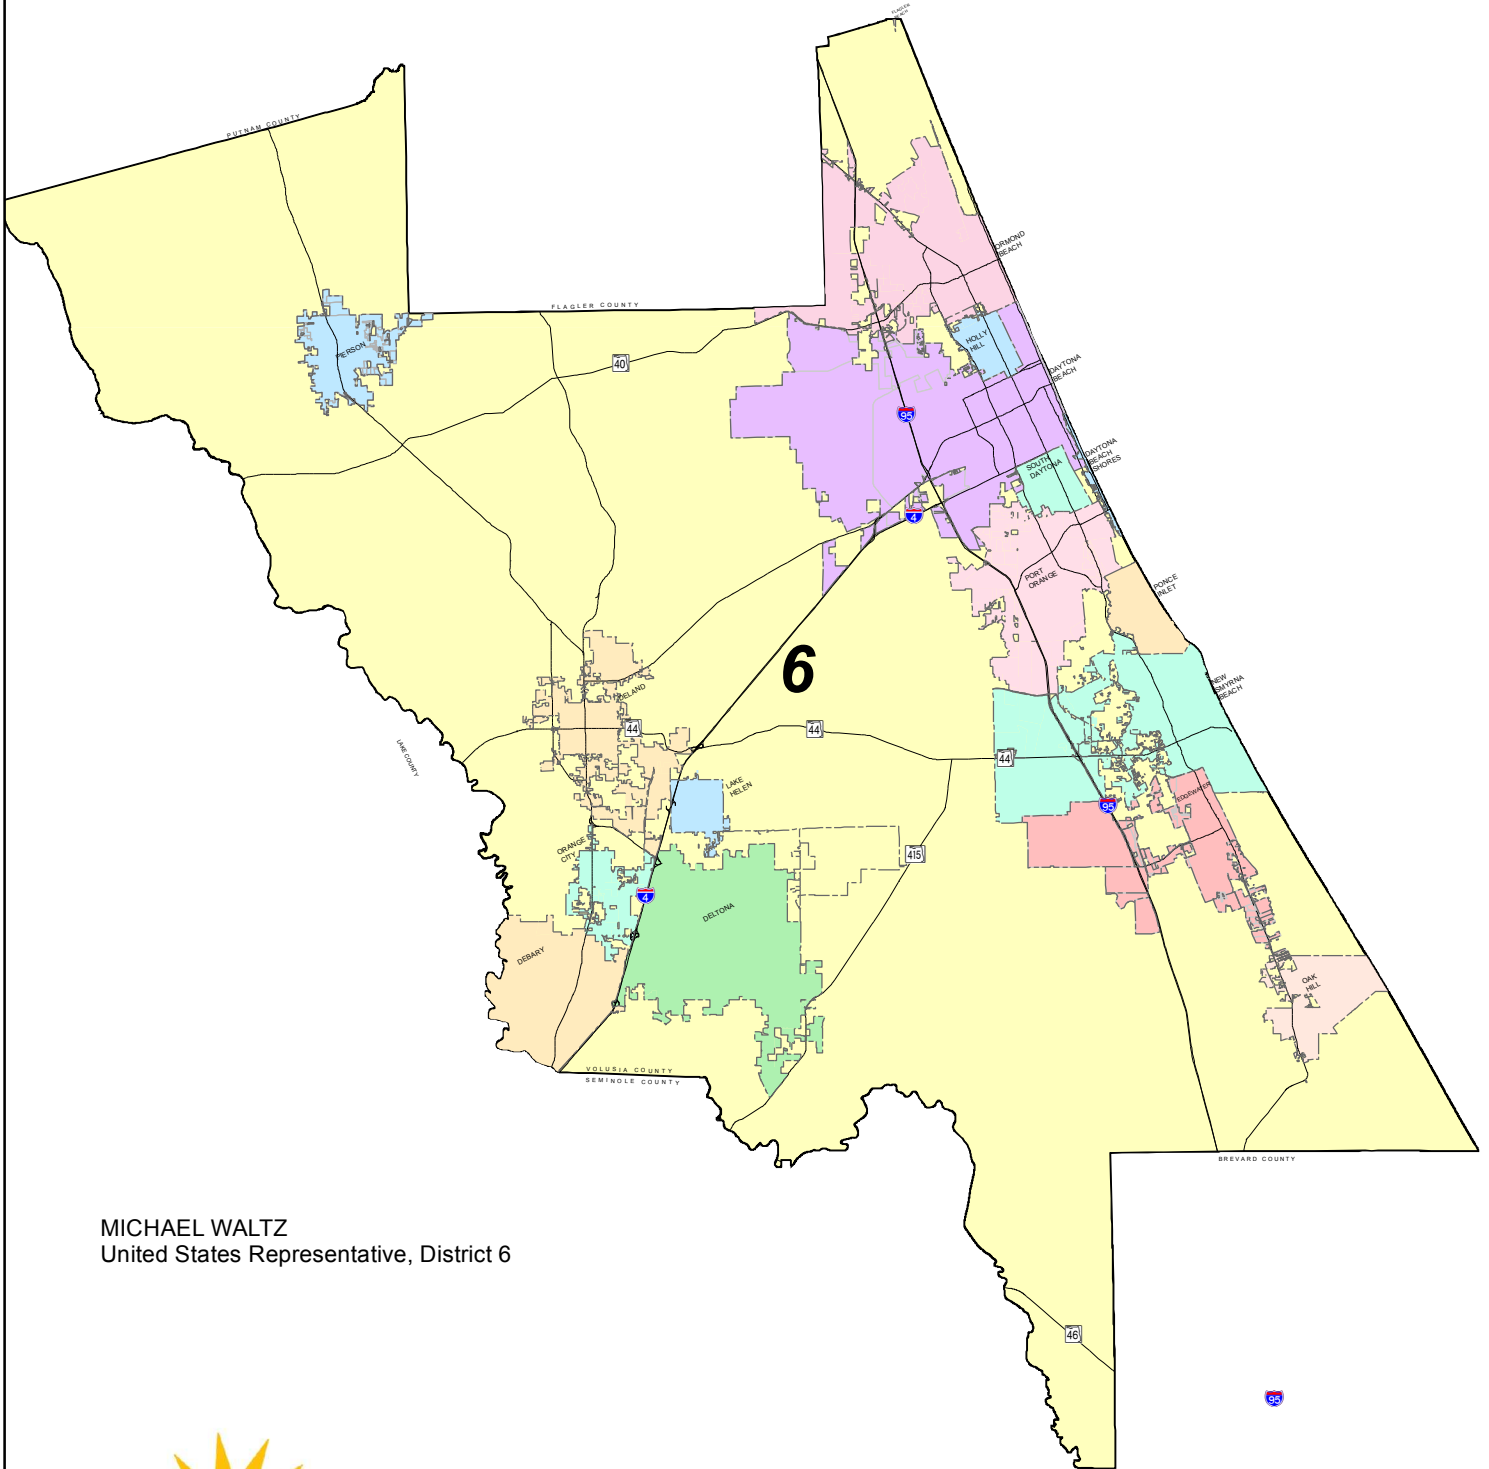 FLAGLER
BEACH
PUTNAM COUNTY
ORMOND
BEACH
FLAGLER COUNTY
PIERSON
HOLLY
HILL
40
DAYTONA
BEACH
95
DAYTONA
BEACH
SHORES
SOUTH
DAYTONA
4
PORT
ORANGE
PONCE
INLET
6
DELAND
NEW
SMYRNA
BEACH
44
44
44
LAKE COUNTY
LAKE
HELEN
EDGEWATER
95
ORANGE
CITY
415
4
DELTONA
DEBARY
OAK
HILL
VOLUSIA COUNTY
SEMINOLE COUNTY
BREVARD COUNTY
MICHAEL WALTZ
United States Representative, District 6
46
95